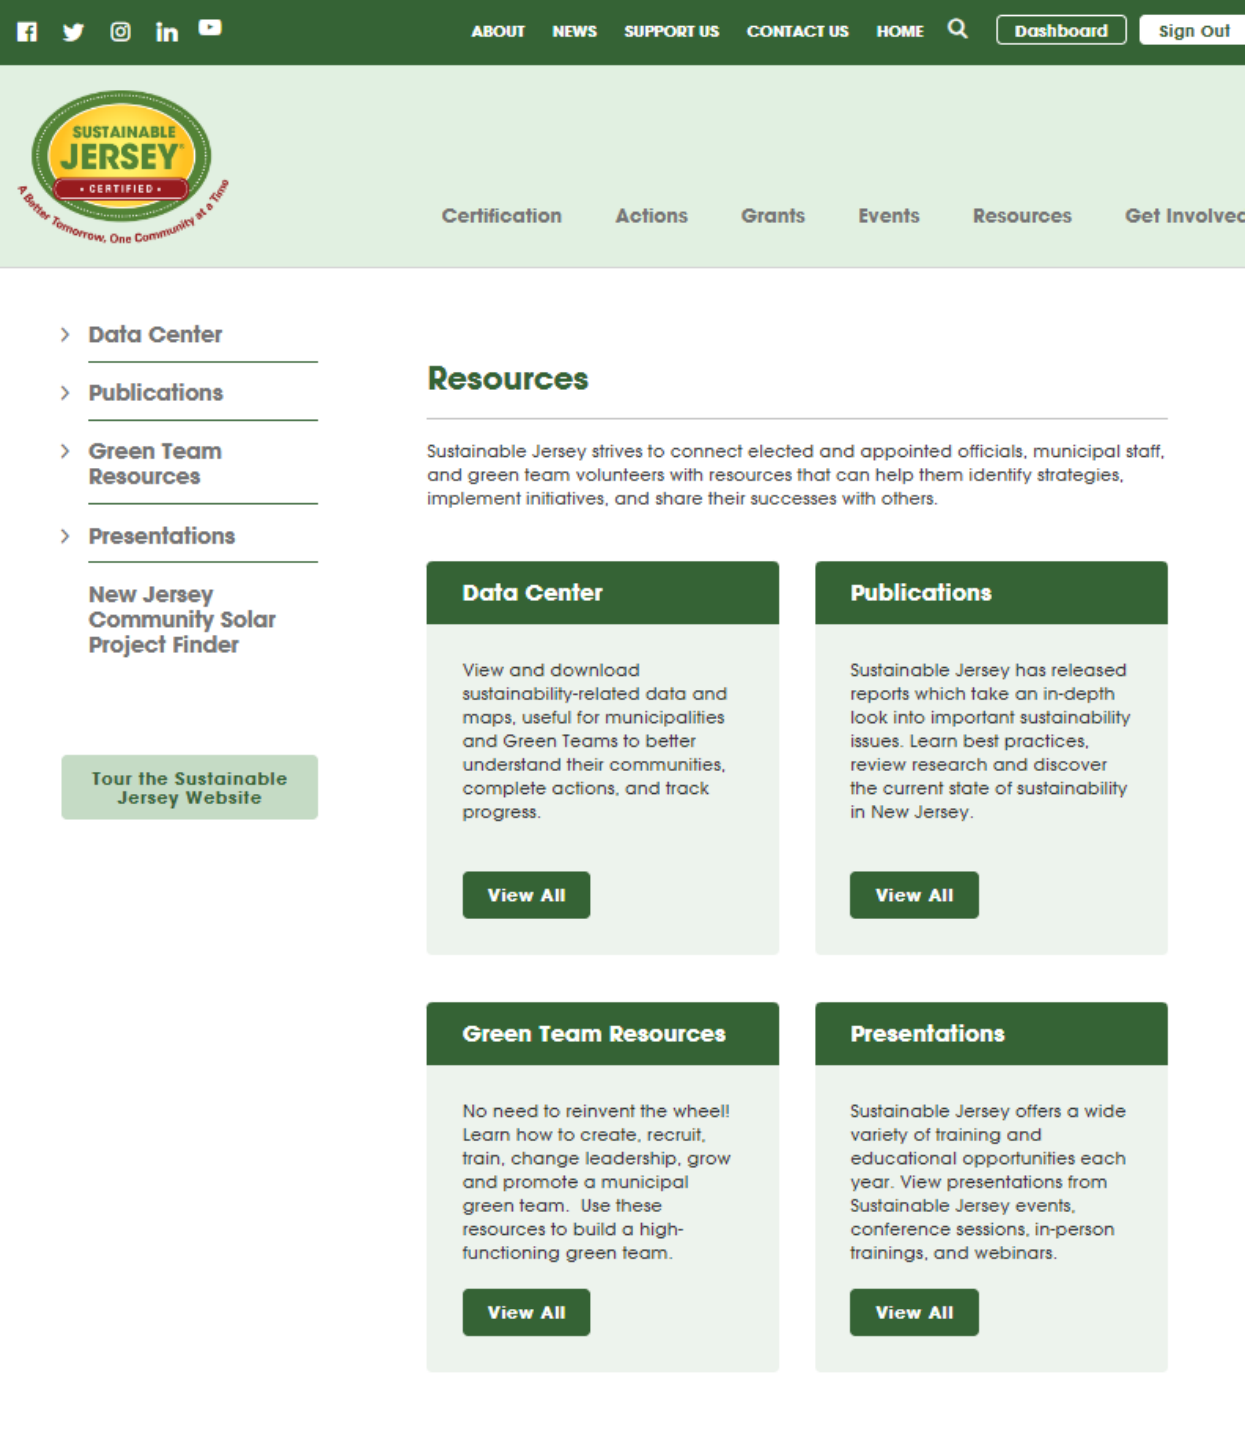 ABOUT NEWS SUPPORT US CONTACT US HOME Dashboard Sign Out
SUSTAINABLE
JERSEY
• CERTIFIED •
A Better Tomorrow, One Community at a Time
Certification Actions Grants Events Resources Get Involved
Data Center
Publications
Green Team
Resources
Presentations
New Jersey
Community Solar
Project Finder
Tour the Sustainable
Jersey Website
Resources
Sustainable Jersey strives to connect elected and appointed officials, municipal staff,
and green team volunteers with resources that can help them identify strategies,
implement initiatives, and share their successes with others.
Data Center
View and download
sustainability-related data and
maps, useful for municipalities
and Green Teams to better
understand their communities,
complete actions, and track
progress.
View All
Publications
Sustainable Jersey has released
reports which take an in-depth
look into important sustainability
issues. Learn best practices,
review research and discover
the current state of sustainability
in New Jersey.
View All
Green Team Resources
No need to reinvent the wheel!
Learn how to create, recruit,
train, change leadership, grow
and promote a municipal
green team.  Use these
resources to build a high-
functioning green team.
View All
Presentations
Sustainable Jersey offers a wide
variety of training and
educational opportunities each
year. View presentations from
Sustainable Jersey events,
conference sessions, in-person
trainings, and webinars.
View All